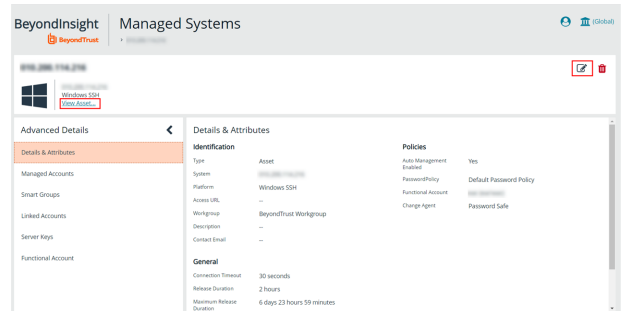 BeyondInsight
BeyondTrust
Managed Systems
(Global)
Windows SSH
View Asset...
Advanced Details
Details & Attributes
Managed Accounts
Smart Groups
Linked Accounts
Server Keys
Functional Account
Details & Attributes
Identification
Type Asset
System
Platform Windows SSH
Access URL --
Workgroup BeyondTrust Workgroup
Description --
Contact Email --
General
Connection Timeout 30 seconds
Release Duration 2 hours
Maximum Release Duration 6 days 23 hours 59 minutes
Policies
Auto Management Enabled Yes
PasswordPolicy Default Password Policy
Functional Account
Change Agent Password Safe